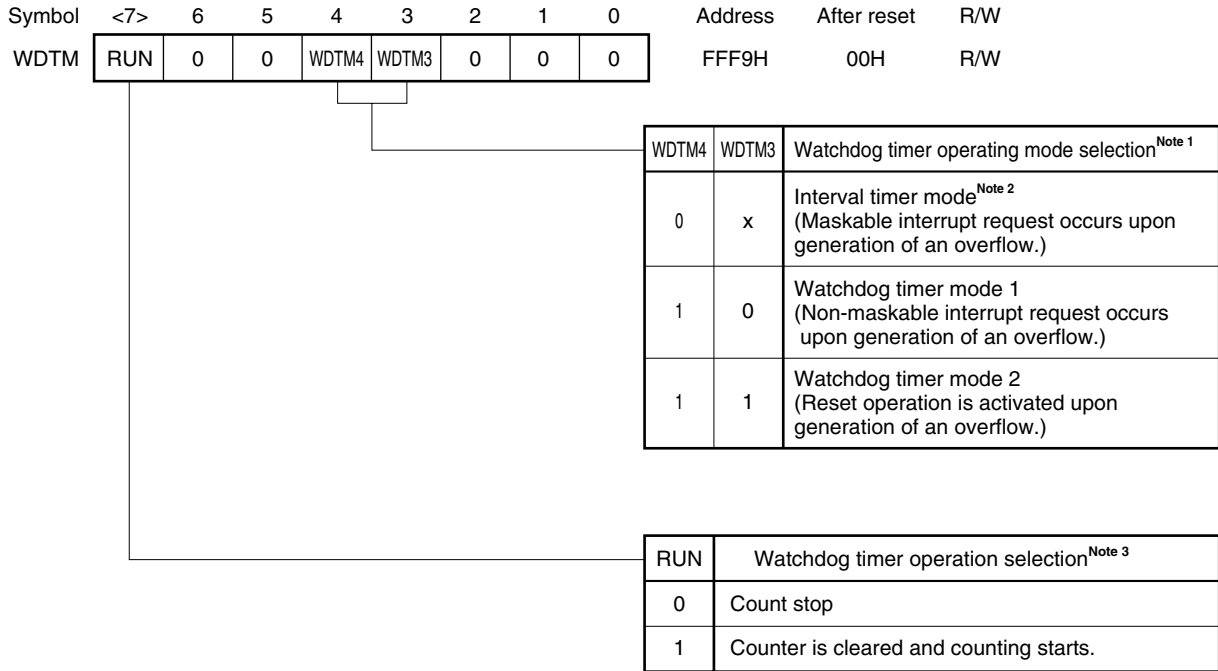 Symbol <7> 6 5 4 3 2 1 0 Address After reset R/W
WDTM RUN 0 0 WDTM4 WDTM3 0 0 0 FFF9H 00H R/W
WDTM4 WDTM3 Watchdog timer operating mode selection Note 1
0 x Interval timer mode Note 2
(Maskable interrupt request occurs upon
generation of an overflow.)
1 0 Watchdog timer mode 1
(Non-maskable interrupt request occurs
upon generation of an overflow.)
1 1 Watchdog timer mode 2
(Reset operation is activated upon
generation of an overflow.)
RUN Watchdog timer operation selection Note 3
0 Count stop
1 Counter is cleared and counting starts.